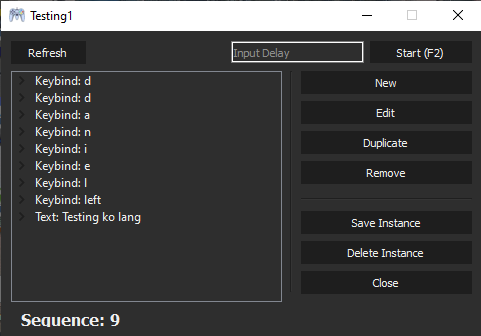 Testing1
Refresh
Input Delay
Start (F2)
Keybind: d
Keybind: d
Keybind: a
Keybind: n
Keybind: i
Keybind: e
Keybind: l
Keybind: left
Text: Testing ko lang
New
Edit
Duplicate
Remove
Save Instance
Delete Instance
Close
Sequence: 9